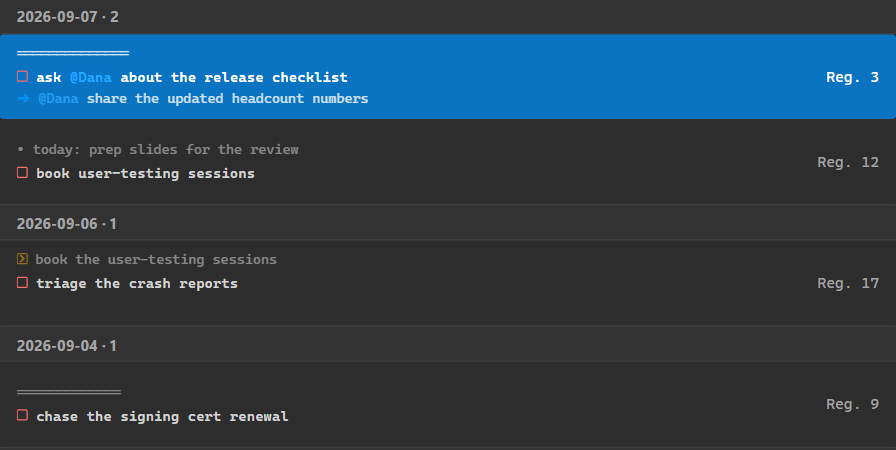 2026-09-07 · 2
══════════════
☐ ask @Dana about the release checklist
Reg. 3
→ @Dana share the updated headcount numbers
• today: prep slides for the review
Reg. 12
☐ book user-testing sessions
2026-09-06 · 1
book the user-testing sessions
☐ triage the crash reports
Reg. 17
2026-09-04 · 1
═════════════
Reg. 9
☐ chase the signing cert renewal